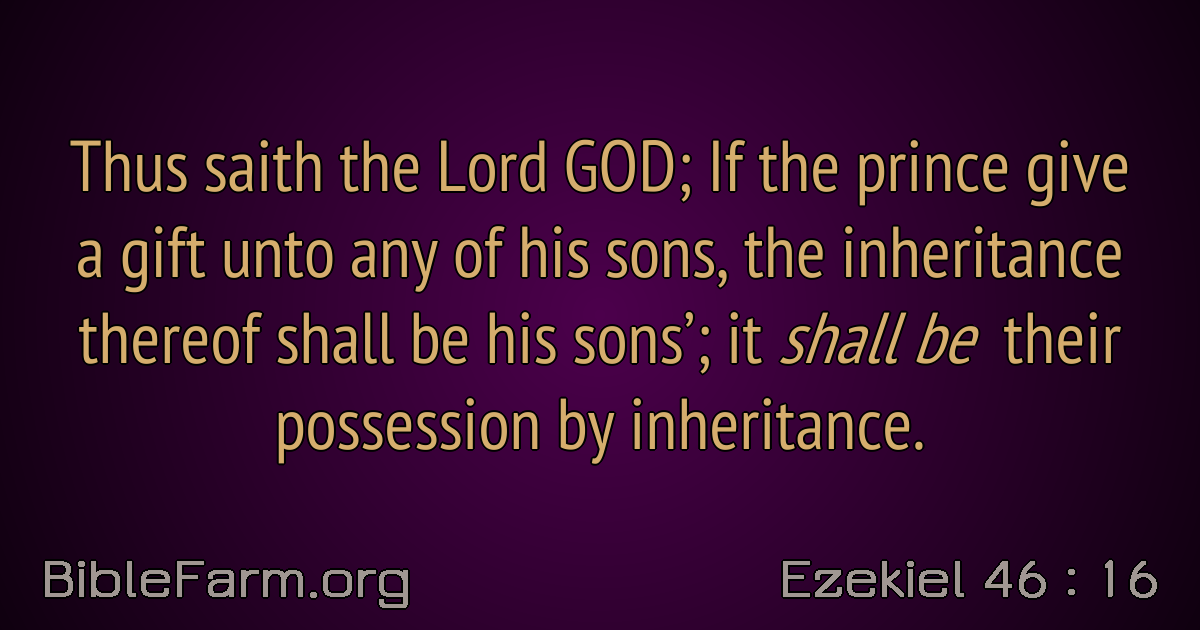 Thus saith the Lord GOD; If the prince give
a gift unto any of his sons, the inheritance
thereof shall be his sons’; it shall be their
possession by inheritance.
BibleFarm.org
Ezekiel 46 : 16